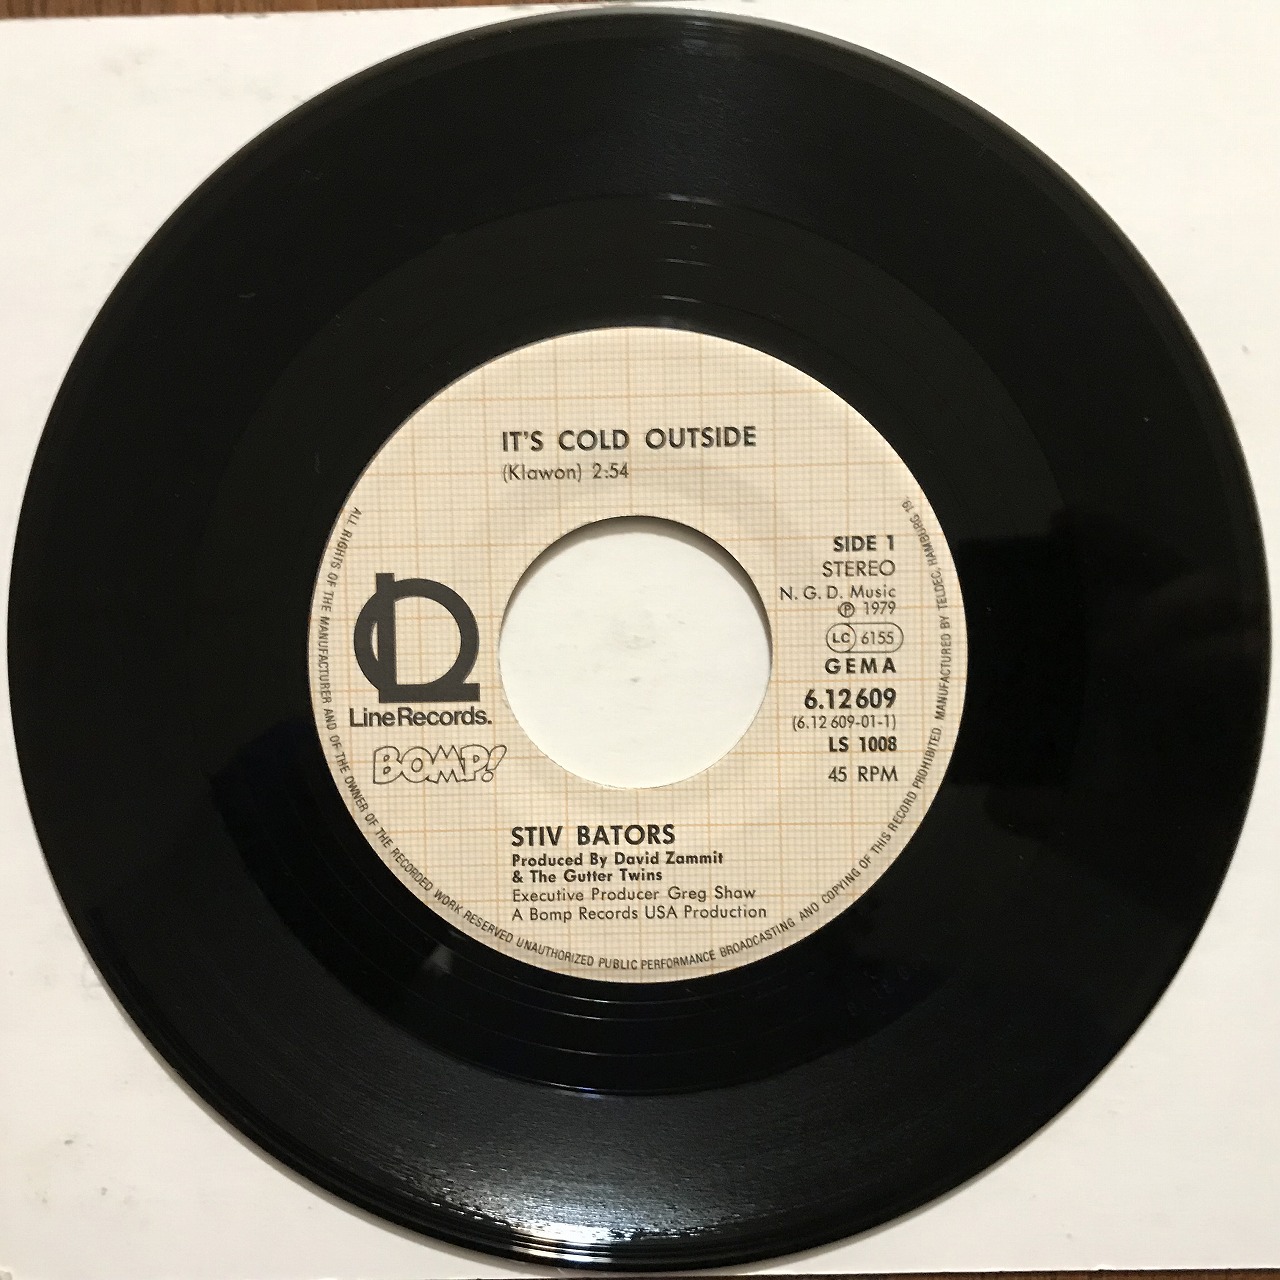 IT'S COLD OUTSIDE
(Klawon) 2:54
SIDE 1
STEREO
N. G. D. Music
℗ 1979
LC 6155
GEMA
6.12609
(6.12 609-01-1)
LS 1008
45 RPM
Line Records.
BOMP!
STIV BATORS
Produced By David Zammit
& The Gutter Twins
Executive Producer Greg Shaw
A Bomp Records USA Production
ALL RIGHTS OF THE MANUFACTURER AND OF THE OWNER OF THE RECORDED WORK RESERVED UNAUTHORIZED PUBLIC PERFORMANCE BROADCASTING AND COPYING OF THIS RECORD PROHIBITED. MANUFACTURED BY TELDEC, HAMBURG 19.